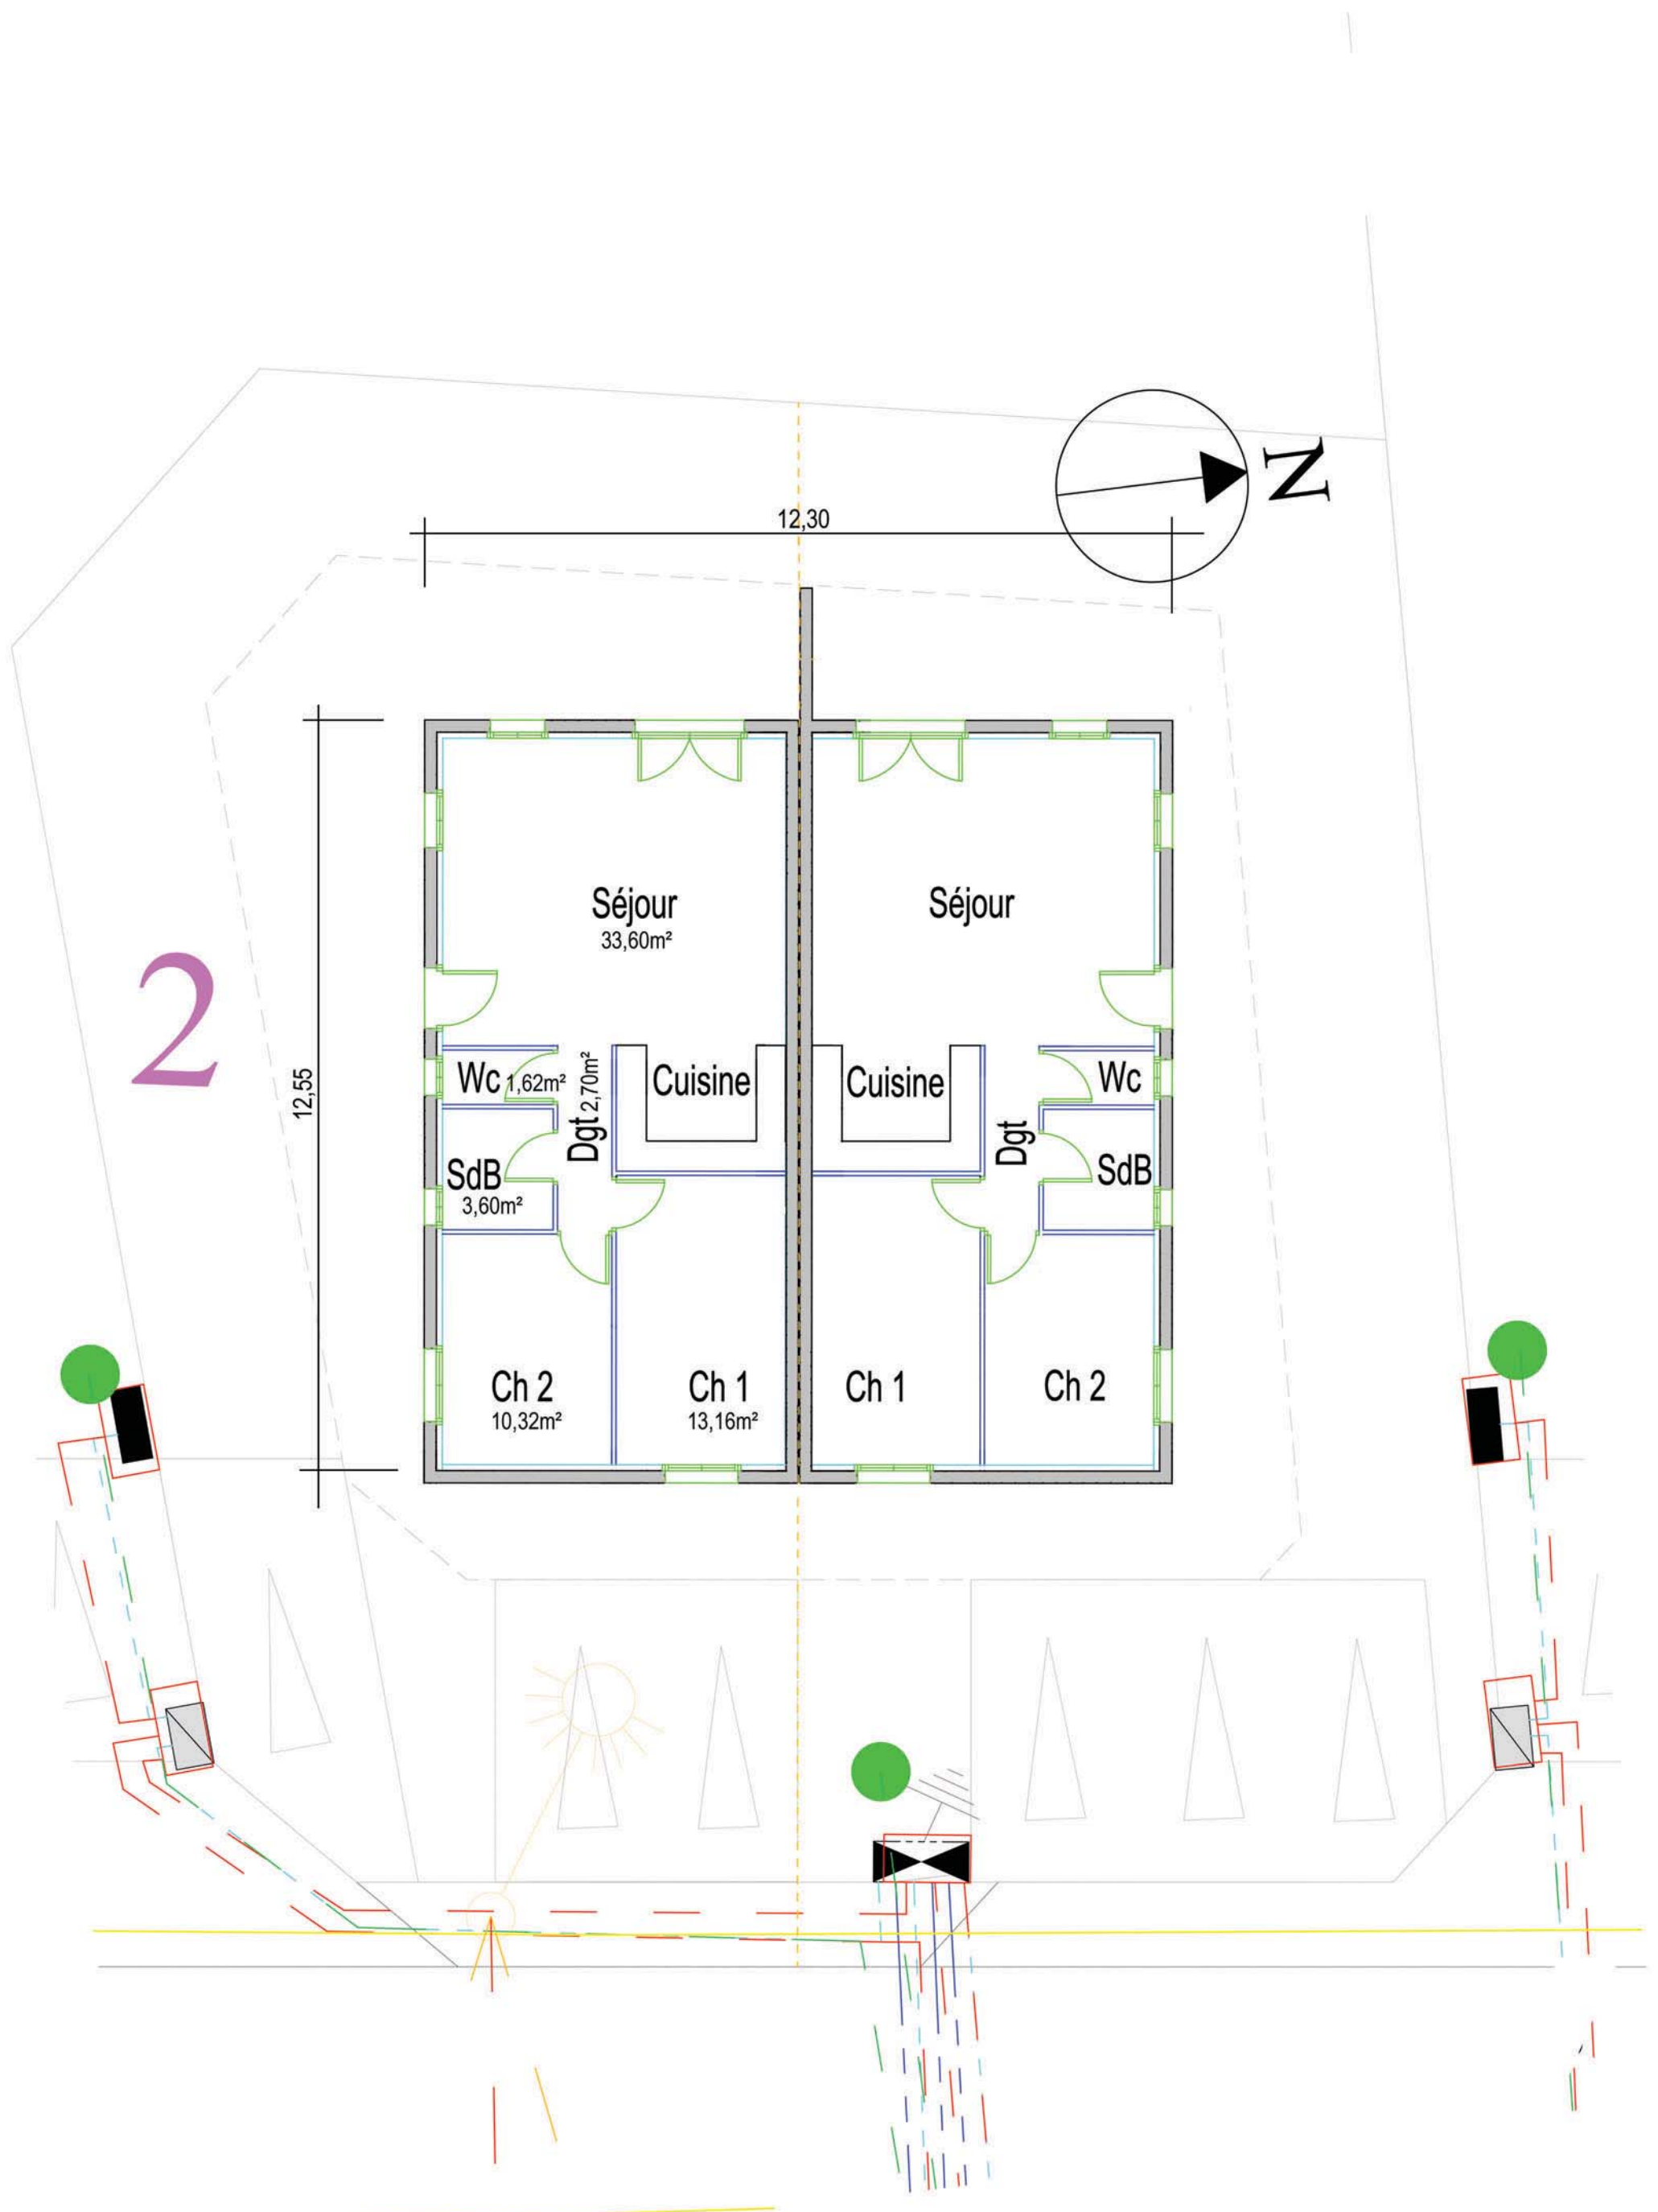 N
12,30
Séjour
33,60m²
Séjour
2
12,55
Wc 1,62m²
Dgt 2,70m²
Cuisine
Cuisine
Dgt
Wc
SdB
3,60m²
SdB
Ch 2
10,32m²
Ch 1
13,16m²
Ch 1
Ch 2